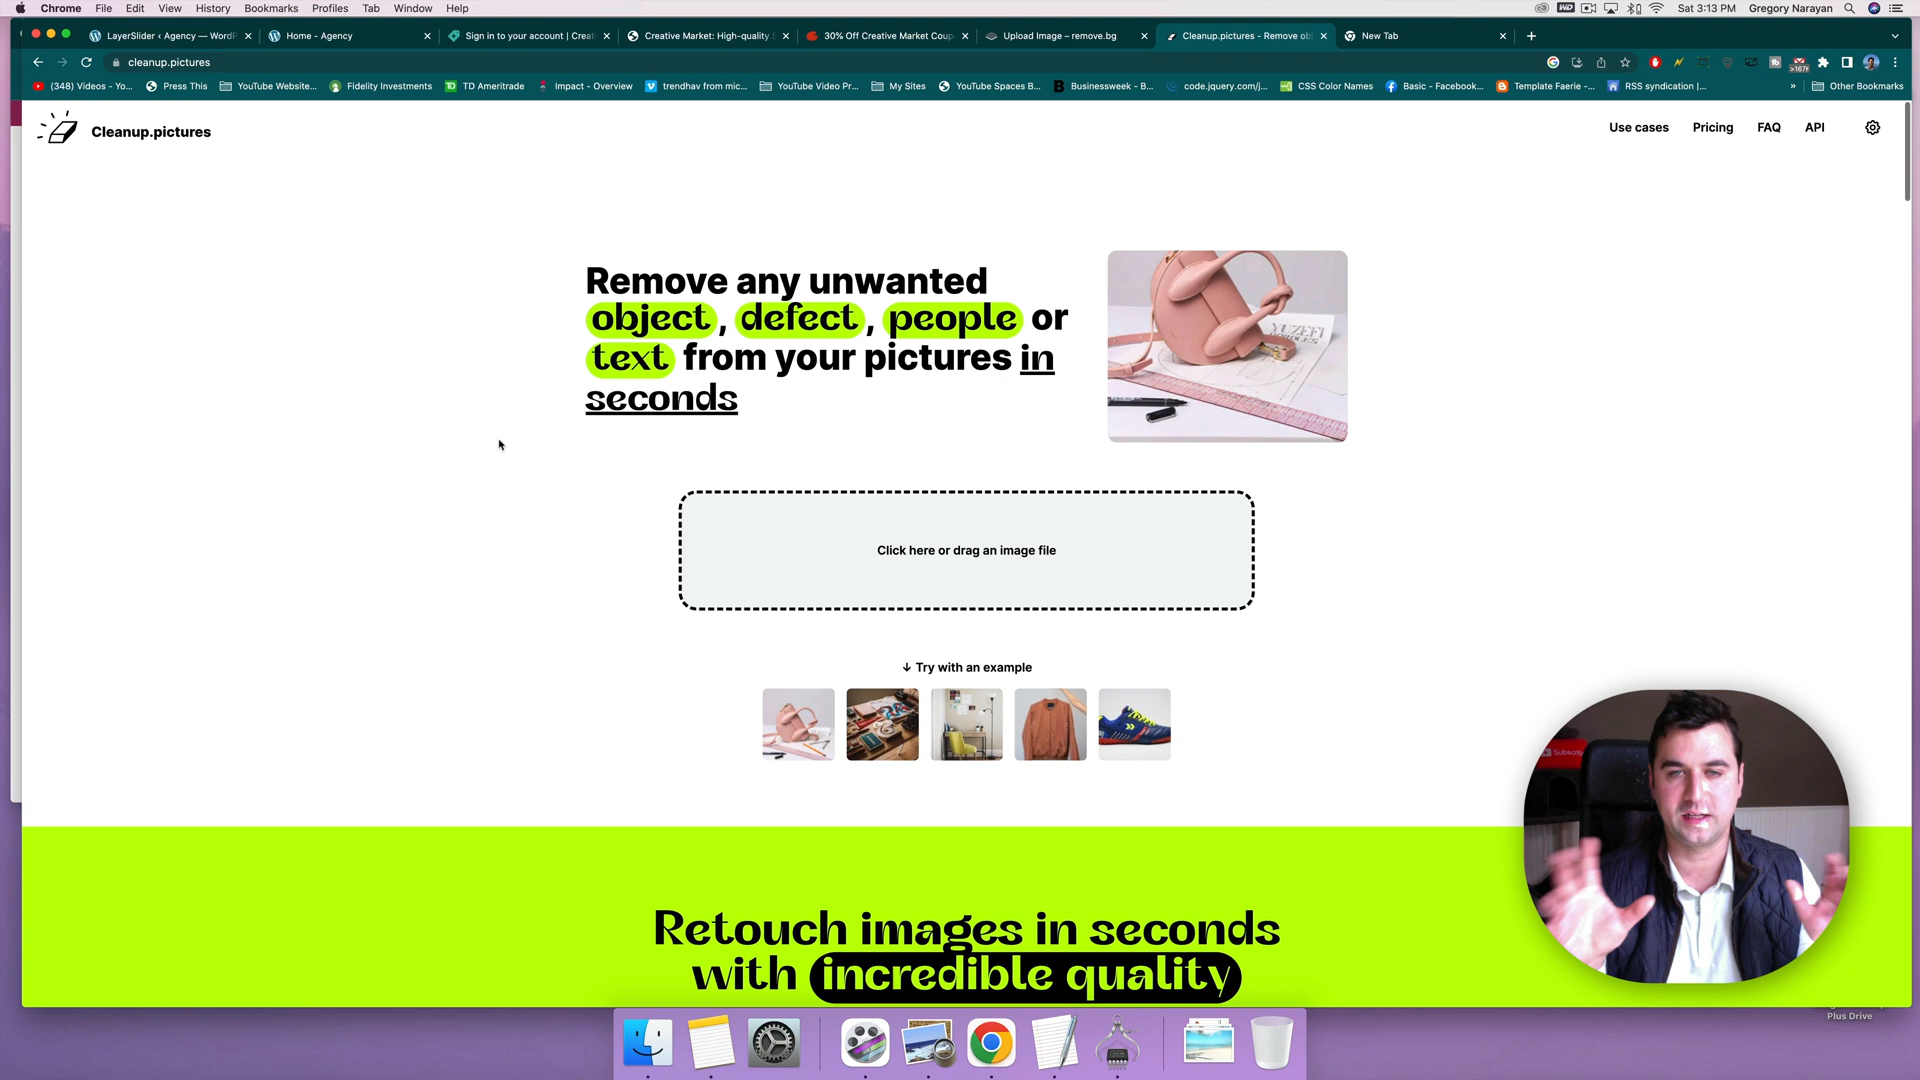 Chrome File Edit View History Bookmarks Profiles Tab Window Help Sat 3:13 PM Gregory Narayan
LayerSlider ‹ Agency — WordP Home - Agency Sign in to your account | Creati Creative Market: High-quality S 30% Off Creative Market Coup Upload Image – remove.bg Cleanup.pictures - Remove obj New Tab
cleanup.pictures
(348) Videos - Yo... Press This YouTube Website... Fidelity Investments TD Ameritrade Impact - Overview trendhav from mic... YouTube Video Pr... My Sites YouTube Spaces B... Businessweek - B... code.jquery.com/j... CSS Color Names Basic - Facebook... Template Faerie -... RSS syndication |... » Other Bookmarks
Cleanup.pictures Use cases Pricing FAQ API
Remove any unwanted
object, defect, people or
text from your pictures in
seconds
YUZEFI
Click here or drag an image file
↓ Try with an example
Subscri
Retouch images in seconds
with incredible quality
Plus Drive